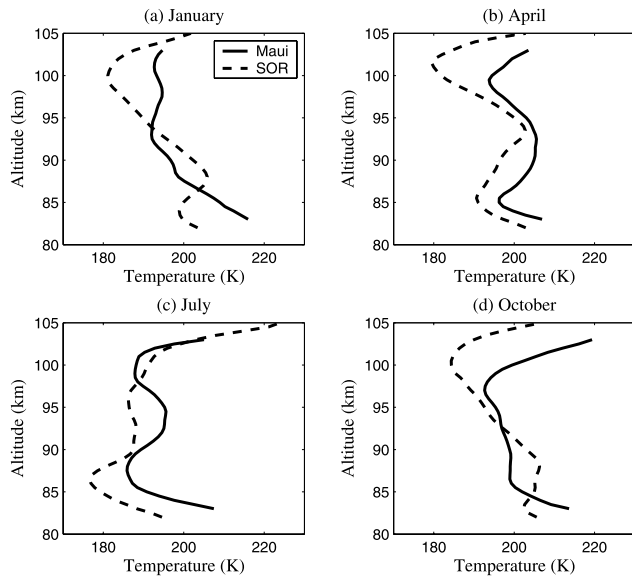 (a) January
105
100
95
90
85
80
Altitude (km)
180
200
220
Temperature (K)
Maui
SOR
(b) April
105
100
95
90
85
80
Altitude (km)
180
200
220
Temperature (K)
(c) July
105
100
95
90
85
80
Altitude (km)
180
200
220
Temperature (K)
(d) October
105
100
95
90
85
80
Altitude (km)
180
200
220
Temperature (K)